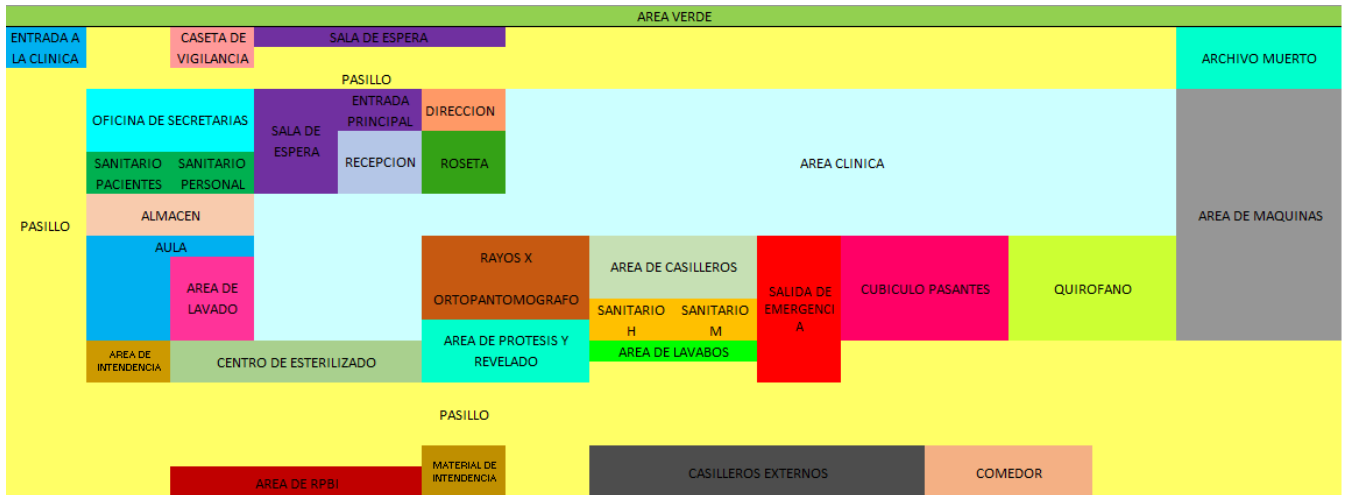 AREA VERDE
ENTRADA A
LA CLINICA
CASETA DE
VIGILANCIA
SALA DE ESPERA
ARCHIVO MUERTO
PASILLO
OFICINA DE SECRETARIAS
SALA DE
ESPERA
ENTRADA
PRINCIPAL
DIRECCION
RECEPCION
ROSETA
AREA CLINICA
SANITARIO
PACIENTES
SANITARIO
PERSONAL
PASILLO
ALMACEN
AREA DE MAQUINAS
AULA
AREA DE
LAVADO
RAYOS X
ORTOPANTOMOGRAFO
AREA DE CASILLEROS
SANITARIO
H
SANITARIO
M
SALIDA DE
EMERGENCI
A
CUBICULO PASANTES
QUIROFANO
AREA DE
INTENDENCIA
CENTRO DE ESTERILIZADO
AREA DE PROTESIS Y
REVELADO
AREA DE LAVABOS
PASILLO
AREA DE RPBI
MATERIAL DE
INTENDENCIA
CASILLEROS EXTERNOS
COMEDOR